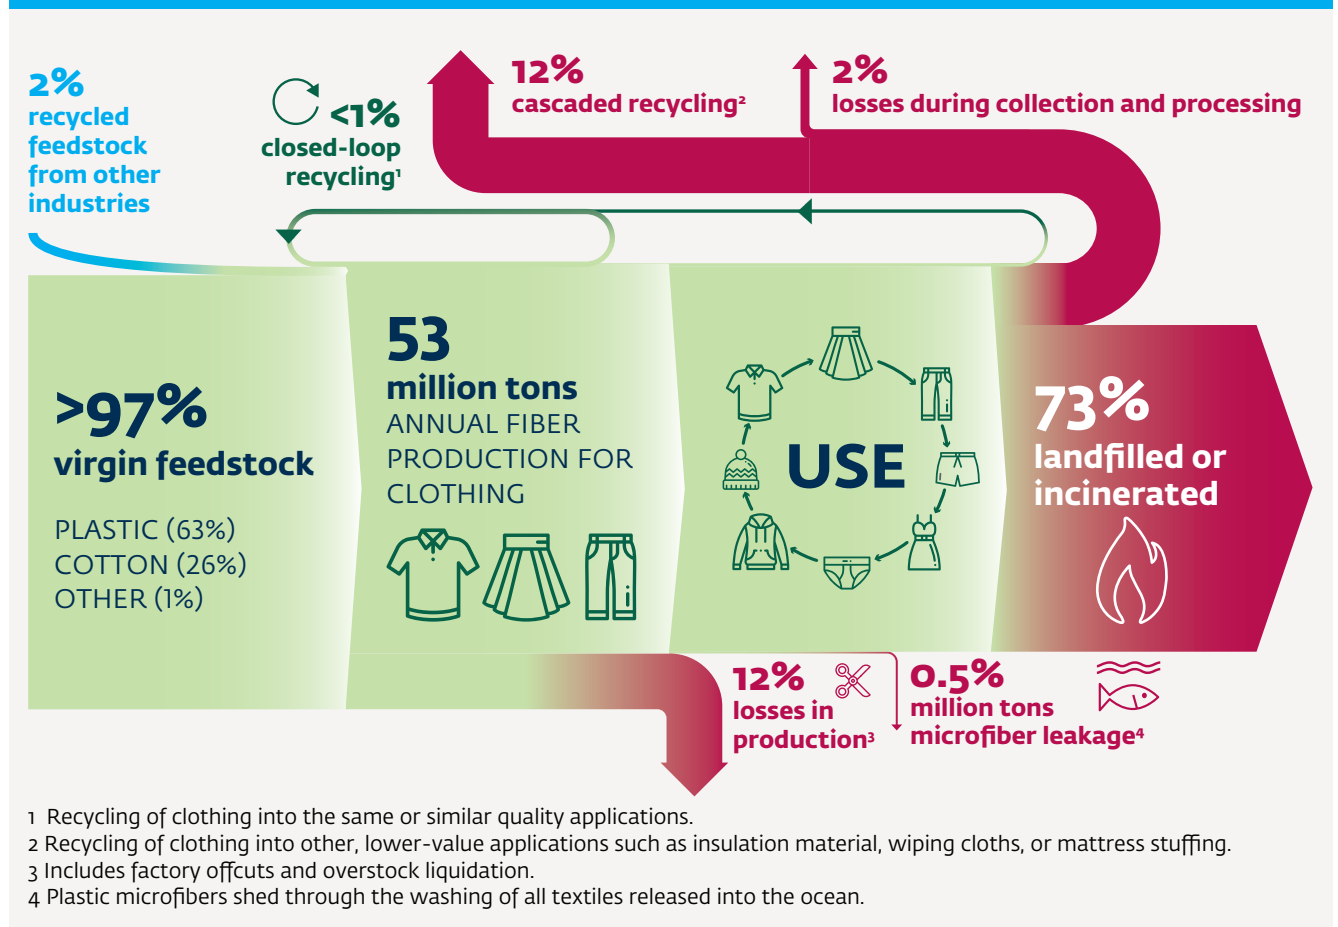 2%
recycled
feedstock
from other
industries
<1%
closed-loop
recycling¹
12%
cascaded recycling²
2%
losses during collection and processing
>97%
virgin feedstock
PLASTIC (63%)
COTTON (26%)
OTHER (1%)
53
million tons
ANNUAL FIBER
PRODUCTION FOR
CLOTHING
USE
73%
landfilled or
incinerated
12%
losses in
production³
0.5%
million tons
microfiber leakage⁴
1 Recycling of clothing into the same or similar quality applications.
2 Recycling of clothing into other, lower-value applications such as insulation material, wiping cloths, or mattress stuffing.
3 Includes factory offcuts and overstock liquidation.
4 Plastic microfibers shed through the washing of all textiles released into the ocean.